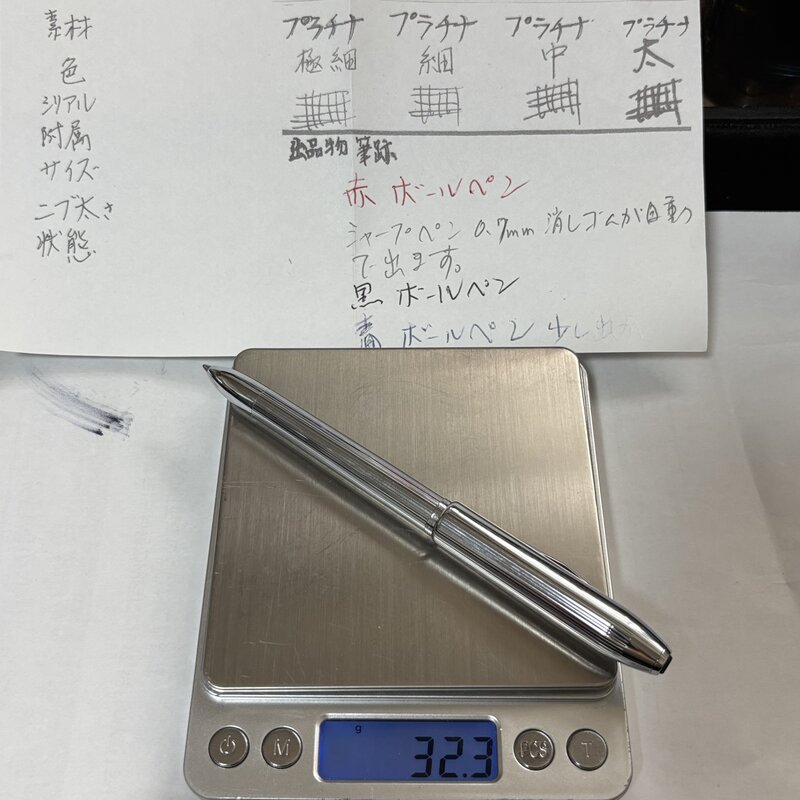 素材
色
シリアル
附属
サイズ
ニブ太さ
状態
プラチナ プラチナ プラチナ プラチナ
極細 細 中 太
出品物 筆跡
赤 ボールペン
シャープペン 0.7mm 消しゴムが自動
で出ます。
黒 ボールペン
青 ボールペン 少し出
g
32.3
M PCS T